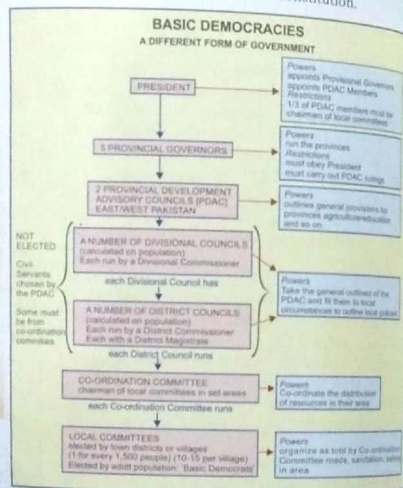 constitution.
BASIC DEMOCRACIES
A DIFFERENT FORM OF GOVERNMENT
PRESIDENT
Powers
appoints Provisional Governors
appoints PDAC Members
Restrictions
1/3 of PDAC members must be
chairmen of local committees
5 PROVINCIAL GOVERNORS
Powers
run the provinces
Restrictions
must obey President
must carry out PDAC rulings
2 PROVINCIAL DEVELOPMENT
ADVISORY COUNCILS [PDAC]
EAST/WEST PAKISTAN
Powers
outlines general provisions to
provinces agriculture/education
and so on.
NOT
ELECTED
Civil
Servants
chosen by
the PDAC
Some must
be from
co-ordination
committees
A NUMBER OF DIVISIONAL COUNCILS
(calculated on population)
Each run by a Divisional Commissioner
each Divisional Council has
A NUMBER OF DISTRICT COUNCILS
(calculated on population)
Each run by a District Commissioner
Each with a District Magistrate
Powers
Take the general outlines of the
PDAC and fit them to local
circumstances to outline local
each District Council runs
CO-ORDINATION COMMITTEE
chairmen of local committees in set areas
Powers
Co-ordinate the distribution
of resources in their area
each Co-ordination Committee runs
LOCAL COMMITTEES
elected by town districts or villages
(1 for every 1,500 people) (10-15 per village)
Elected by adult population: 'Basic Democrats'
Powers
organize as told by Co-ordination
Committee roads, sanitation,
in area